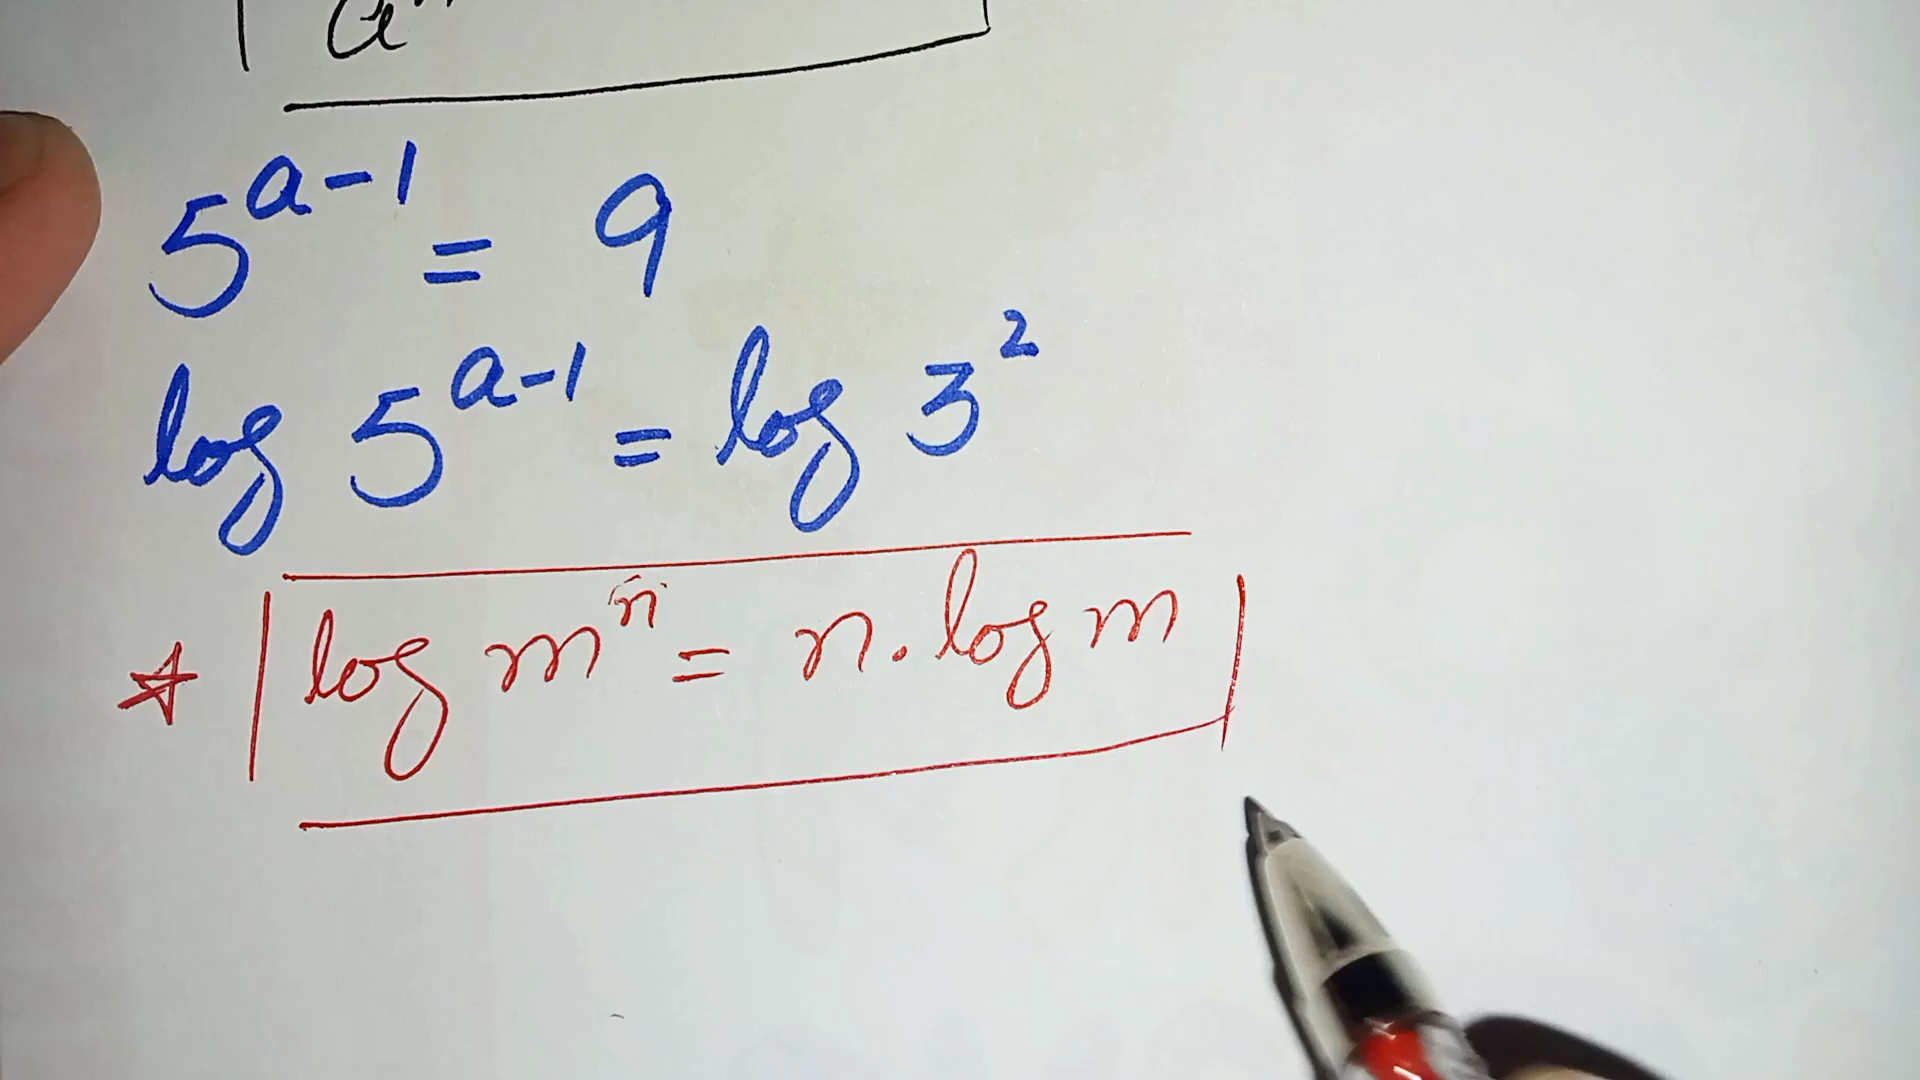 5^{a-1} = 9
log 5^{a-1} = log 3^2
☆ log m^n = n . log m